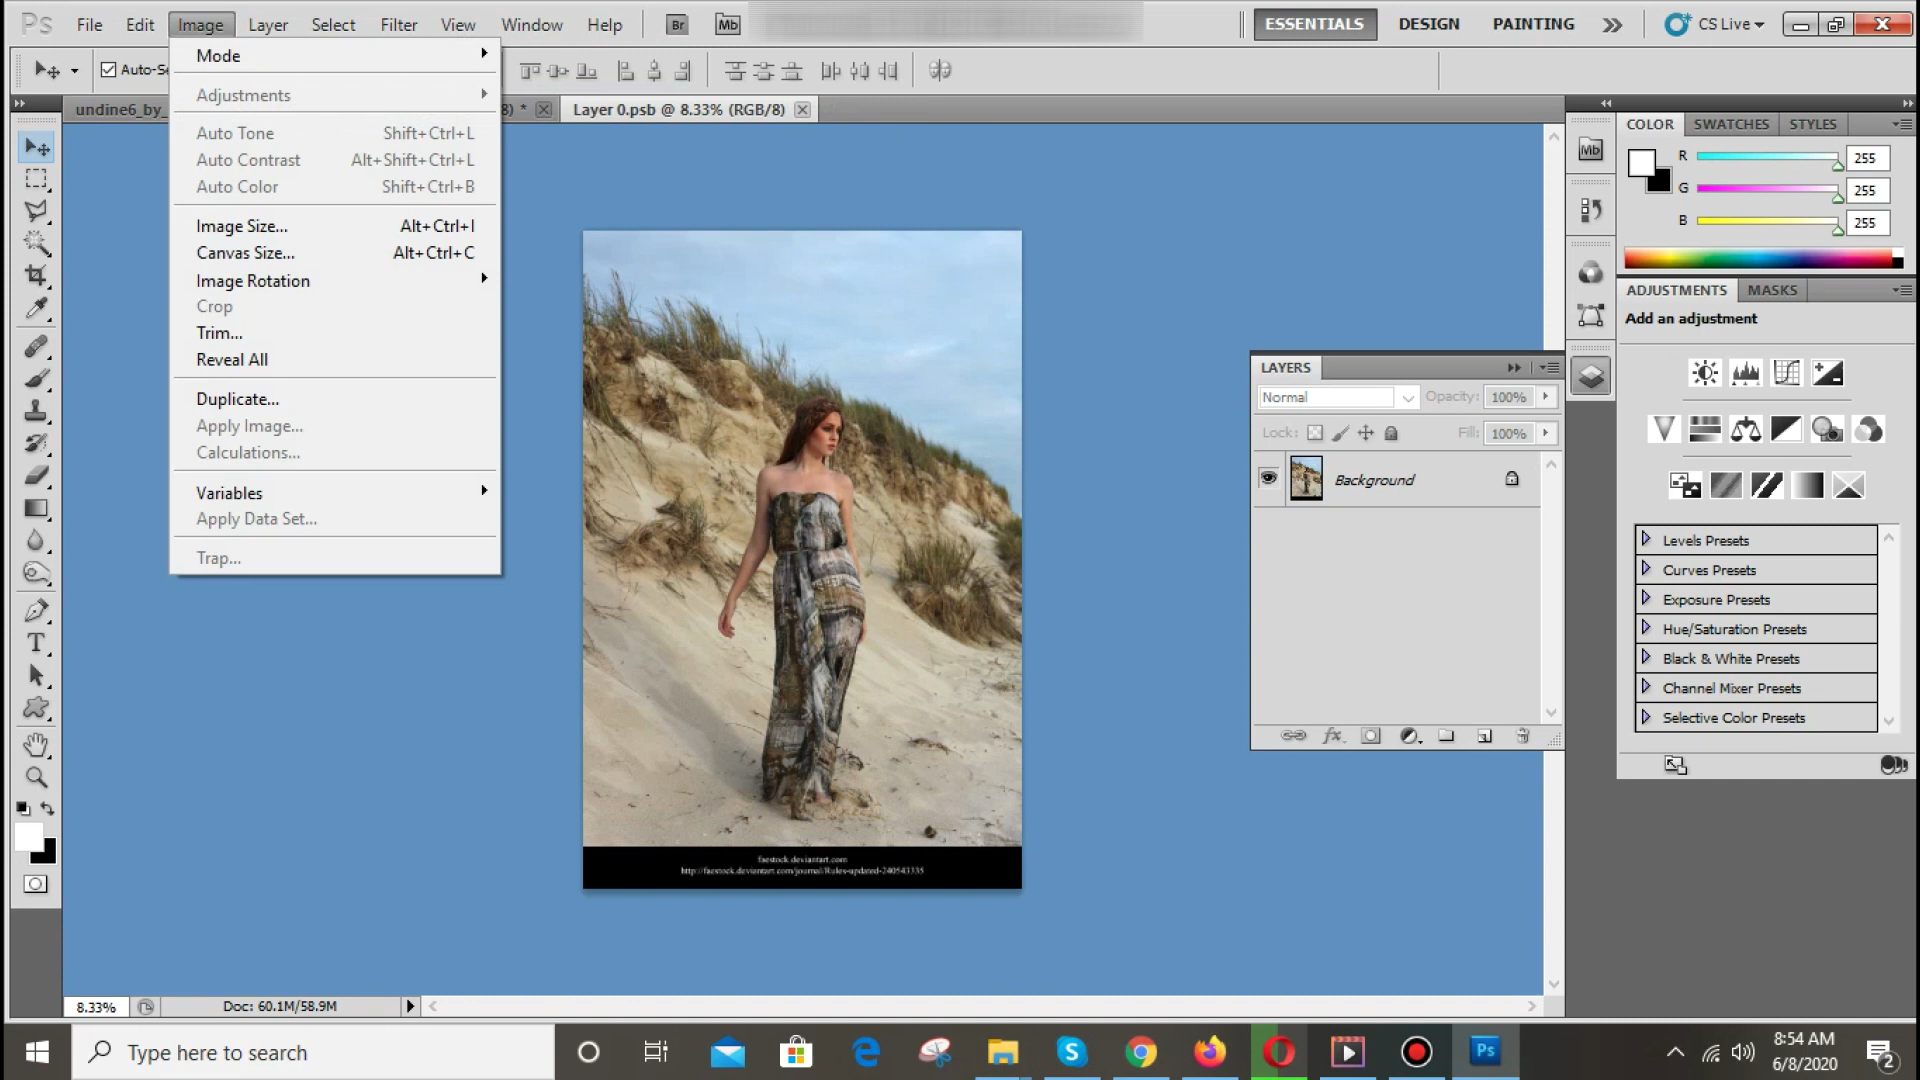 Ps File Edit Image Layer Select Filter View Window Help Br Mb ESSENTIALS DESIGN PAINTING CS Live
Auto-Se
undine6_by_ 8) * Layer 0.psb @ 8.33% (RGB/8)
Mode
Adjustments
Auto Tone Shift+Ctrl+L
Auto Contrast Alt+Shift+Ctrl+L
Auto Color Shift+Ctrl+B
Image Size... Alt+Ctrl+I
Canvas Size... Alt+Ctrl+C
Image Rotation
Crop
Trim...
Reveal All
Duplicate...
Apply Image...
Calculations...
Variables
Apply Data Set...
Trap...
T
faestock.deviantart.com
http://faestock.deviantart.com/journal/Rules-updated-240543335
LAYERS
Normal Opacity: 100%
Lock: Fill: 100%
Background
fx
Mb
COLOR SWATCHES STYLES
R 255
G 255
B 255
ADJUSTMENTS MASKS
Add an adjustment
Levels Presets
Curves Presets
Exposure Presets
Hue/Saturation Presets
Black & White Presets
Channel Mixer Presets
Selective Color Presets
8.33% Doc: 60.1M/58.9M
Type here to search
Ps
8:54 AM
6/8/2020
2